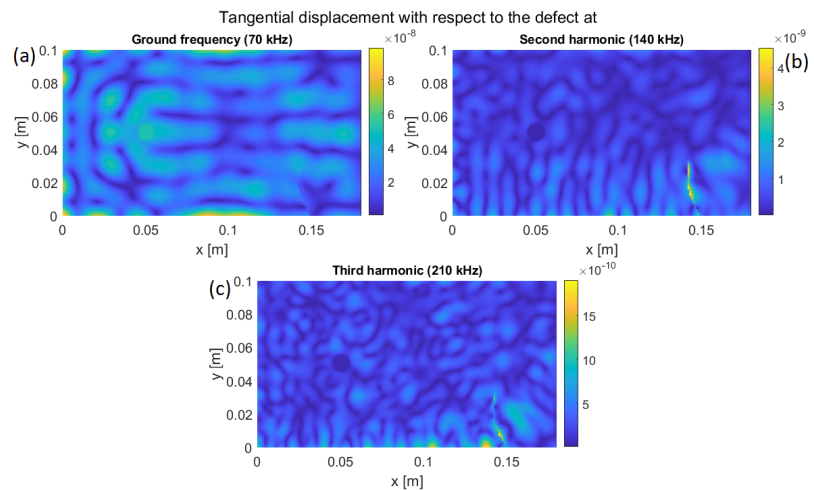 Tangential displacement with respect to the defect at
(a)
Ground frequency (70 kHz)
×10^-8
0.1
0.08
0.06
0.04
0.02
0
y [m]
0 0.05 0.1 0.15
x [m]
8
6
4
2
Second harmonic (140 kHz)
×10^-9
(b)
0.1
0.08
0.06
0.04
0.02
0
y [m]
0 0.05 0.1 0.15
x [m]
4
3
2
1
(c)
Third harmonic (210 kHz)
×10^-10
0.1
0.08
0.06
0.04
0.02
0
y [m]
0 0.05 0.1 0.15
x [m]
15
10
5